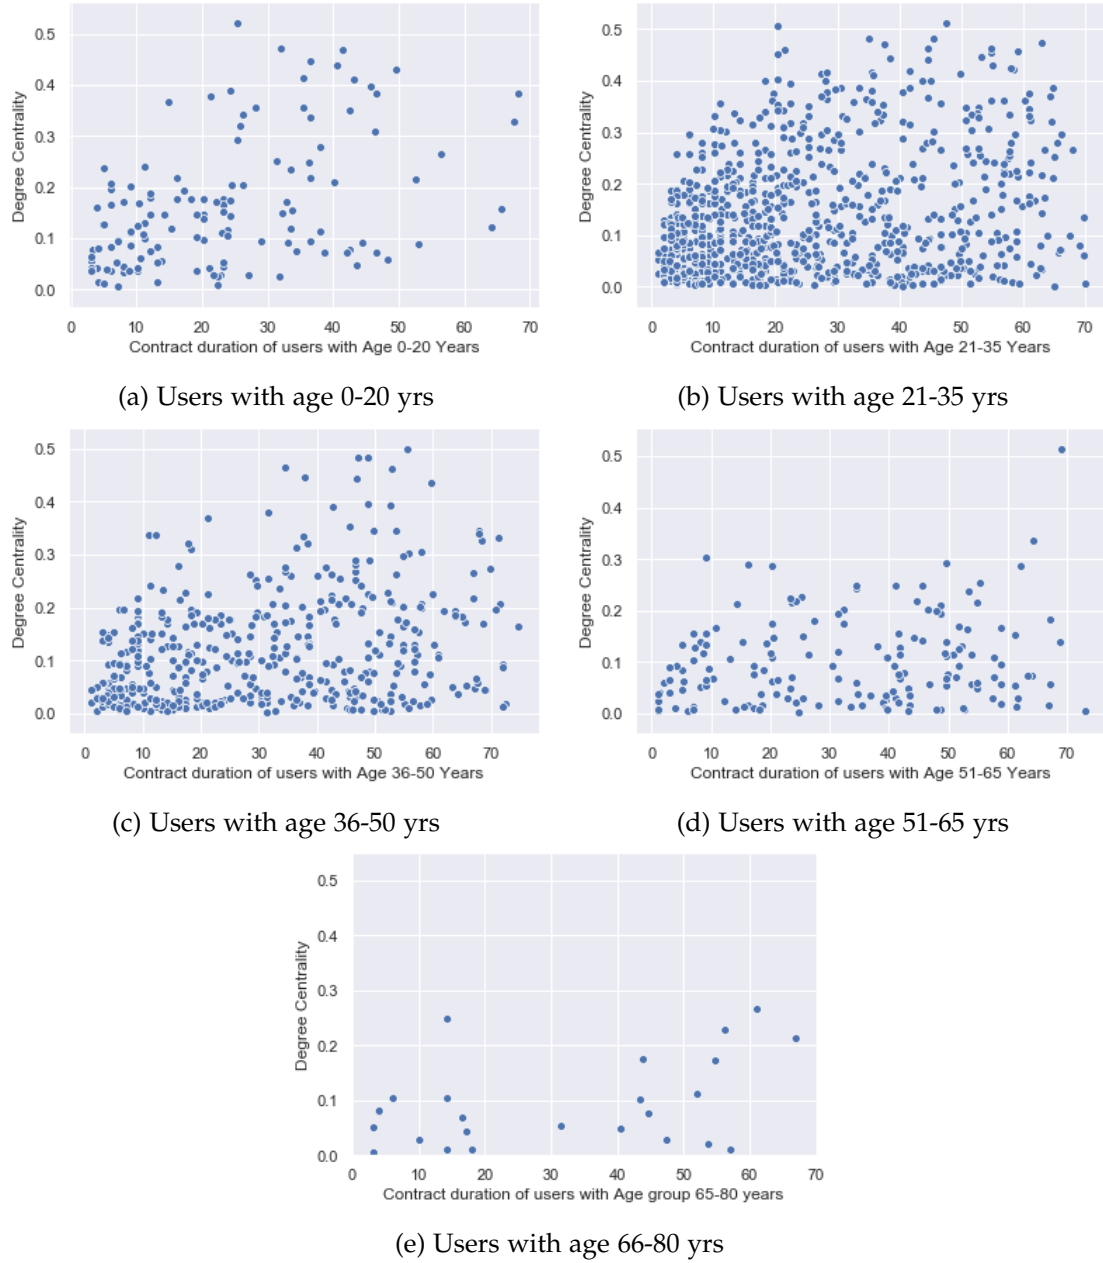 0.5
0.4
0.3
0.2
0.1
0.0
Degree Centrality
0 10 20 30 40 50 60 70
Contract duration of users with Age 0-20 Years
(a) Users with age 0-20 yrs
0.5
0.4
0.3
0.2
0.1
0.0
Degree Centrality
0 10 20 30 40 50 60 70
Contract duration of users with Age 21-35 Years
(b) Users with age 21-35 yrs
0.5
0.4
0.3
0.2
0.1
0.0
Degree Centrality
0 10 20 30 40 50 60 70
Contract duration of users with Age 36-50 Years
(c) Users with age 36-50 yrs
0.5
0.4
0.3
0.2
0.1
0.0
Degree Centrality
0 10 20 30 40 50 60 70
Contract duration of users with Age 51-65 Years
(d) Users with age 51-65 yrs
0.5
0.4
0.3
0.2
0.1
0.0
Degree Centrality
0 10 20 30 40 50 60 70
Contract duration of users with Age group 65-80 years
(e) Users with age 66-80 yrs